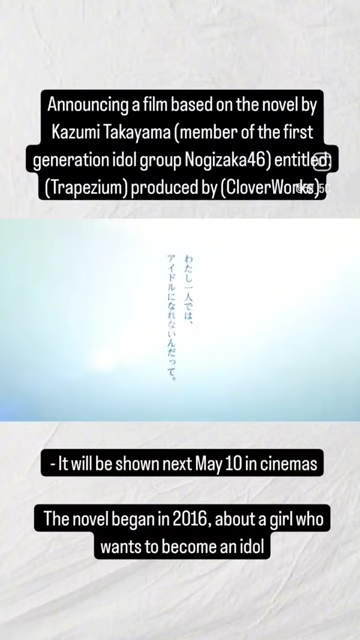 Announcing a film based on the novel by
Kazumi Takayama (member of the first
generation idol group Nogizaka46) entitled:
(Trapezium) produced by (CloverWorks)
わたし一人では、
アイドルになれないんだって。
- It will be shown next May 10 in cinemas
The novel began in 2016, about a girl who
wants to become an idol